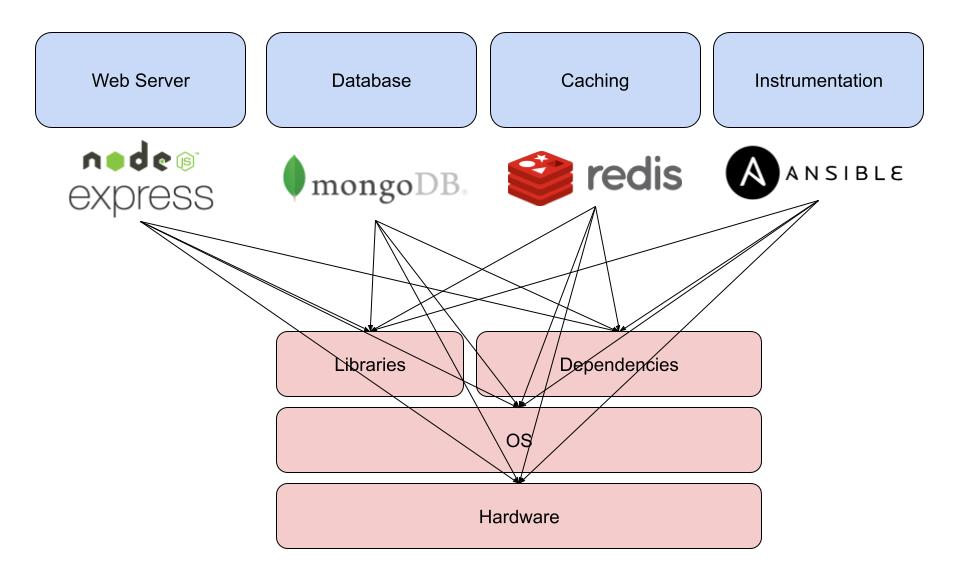 Web Server
Database
Caching
Instrumentation
node
JS
express
mongoDB
redis
A ANSIBLE
Libraries
Dependencies
OS
Hardware